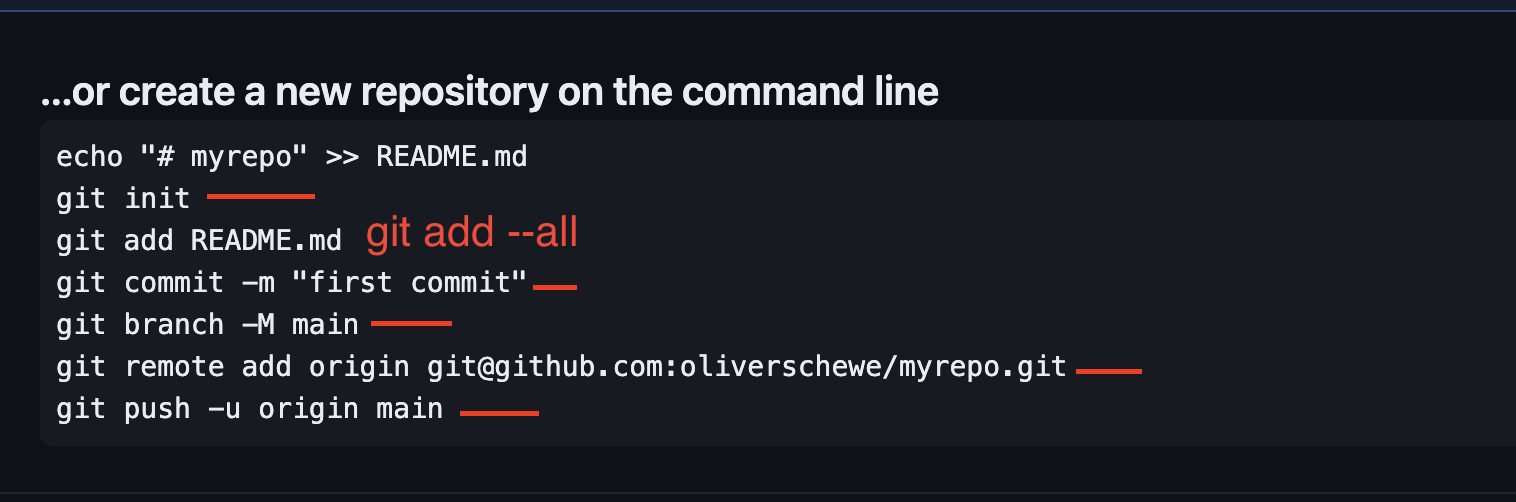 ...or create a new repository on the command line
echo "# myrepo" >> README.md
git init
git add README.md git add --all
git commit -m "first commit"
git branch -M main
git remote add origin git@github.com:oliverschewe/myrepo.git
git push -u origin main